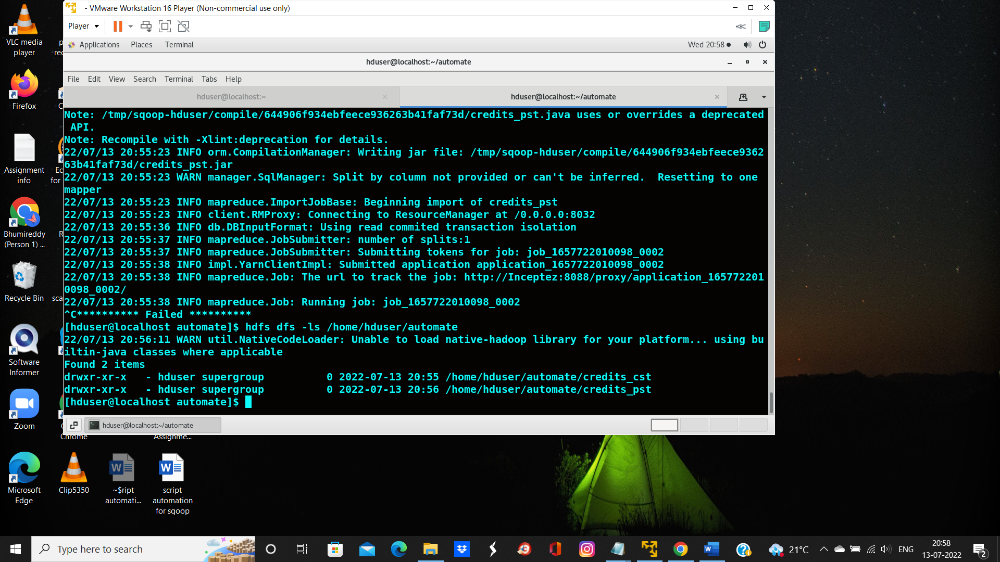 - VMware Workstation 16 Player (Non-commercial use only)
Player
Applications Places Terminal Wed 20:58
hduser@localhost:~/automate
File Edit View Search Terminal Tabs Help
hduser@localhost:~ hduser@localhost:~/automate
Note: /tmp/sqoop-hduser/compile/644906f934ebfeece936263b41faf73d/credits_pst.java uses or overrides a deprecated
 API.
Note: Recompile with -Xlint:deprecation for details.
22/07/13 20:55:23 INFO orm.CompilationManager: Writing jar file: /tmp/sqoop-hduser/compile/644906f934ebfeece9362
63b41faf73d/credits_pst.jar
22/07/13 20:55:23 WARN manager.SqlManager: Split by column not provided or can't be inferred.  Resetting to one
mapper
22/07/13 20:55:23 INFO mapreduce.ImportJobBase: Beginning import of credits_pst
22/07/13 20:55:23 INFO client.RMProxy: Connecting to ResourceManager at /0.0.0.0:8032
22/07/13 20:55:36 INFO db.DBInputFormat: Using read commited transaction isolation
22/07/13 20:55:37 INFO mapreduce.JobSubmitter: number of splits:1
22/07/13 20:55:37 INFO mapreduce.JobSubmitter: Submitting tokens for job: job_1657722010098_0002
22/07/13 20:55:38 INFO impl.YarnClientImpl: Submitted application application_1657722010098_0002
22/07/13 20:55:38 INFO mapreduce.Job: The url to track the job: http://Inceptez:8088/proxy/application_165772201
0098_0002/
22/07/13 20:55:38 INFO mapreduce.Job: Running job: job_1657722010098_0002
^C********** Failed **********
[hduser@localhost automate]$ hdfs dfs -ls /home/hduser/automate
22/07/13 20:56:11 WARN util.NativeCodeLoader: Unable to load native-hadoop library for your platform... using bu
iltin-java classes where applicable
Found 2 items
drwxr-xr-x   - hduser supergroup          0 2022-07-13 20:55 /home/hduser/automate/credits_cst
drwxr-xr-x   - hduser supergroup          0 2022-07-13 20:56 /home/hduser/automate/credits_pst
[hduser@localhost automate]$
hduser@localhost:~/automate
VLC media
player
Firefox
Assignment
info
Bhumireddy
(Person 1) ...
Recycle Bin
Software
Informer
Zoom
Chrome
Assignme...
Microsoft
Edge
Clip5350
~$ript
automati...
script
automation
for sqoop
Type here to search
21°C
ENG
20:58
13-07-2022
2